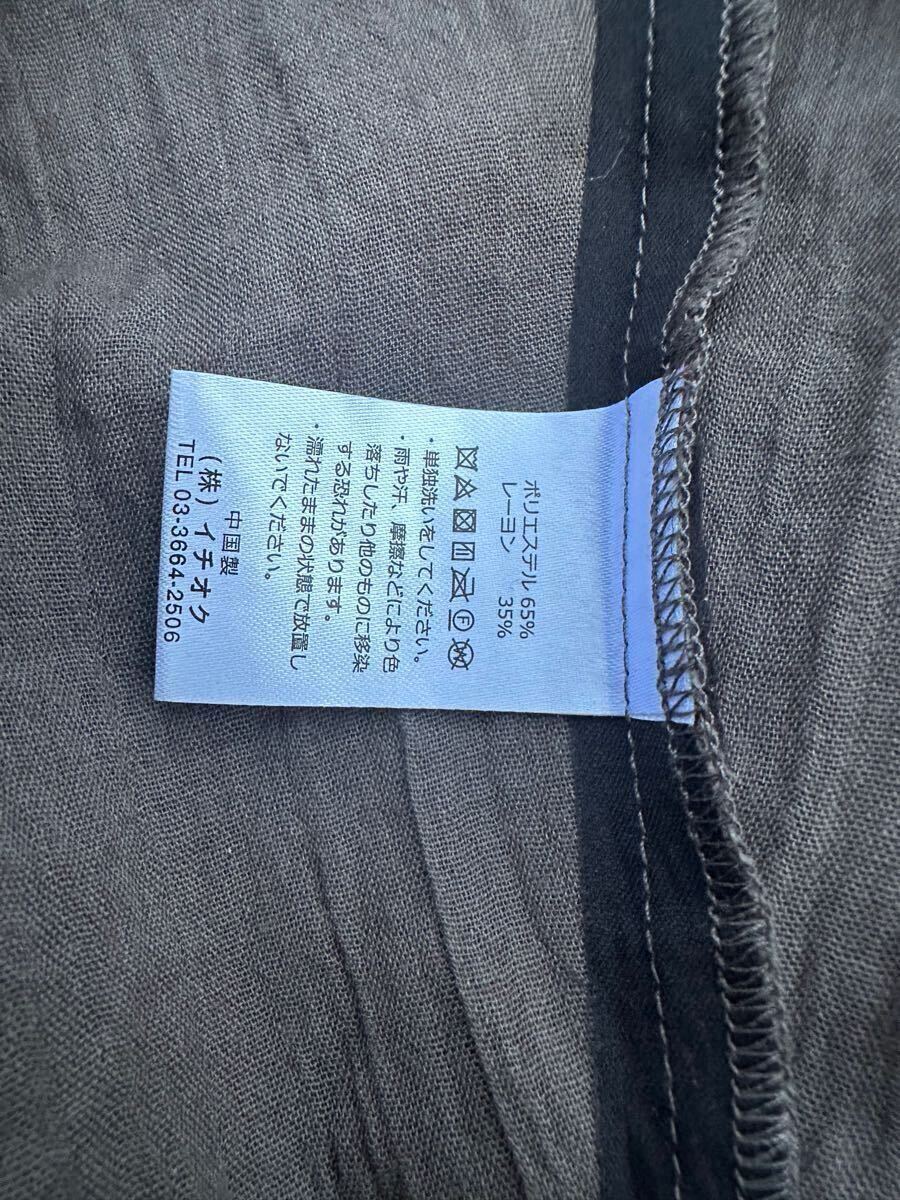 ポリエステル 65%
レーヨン 35%
・単独洗いをしてください。
・雨や汗、摩擦などにより色
落ちしたり他のものに移染
する恐れがあります。
・濡れたままの状態で放置し
ないでください。
中国製
(株)イチオク
TEL 03-3664-2506